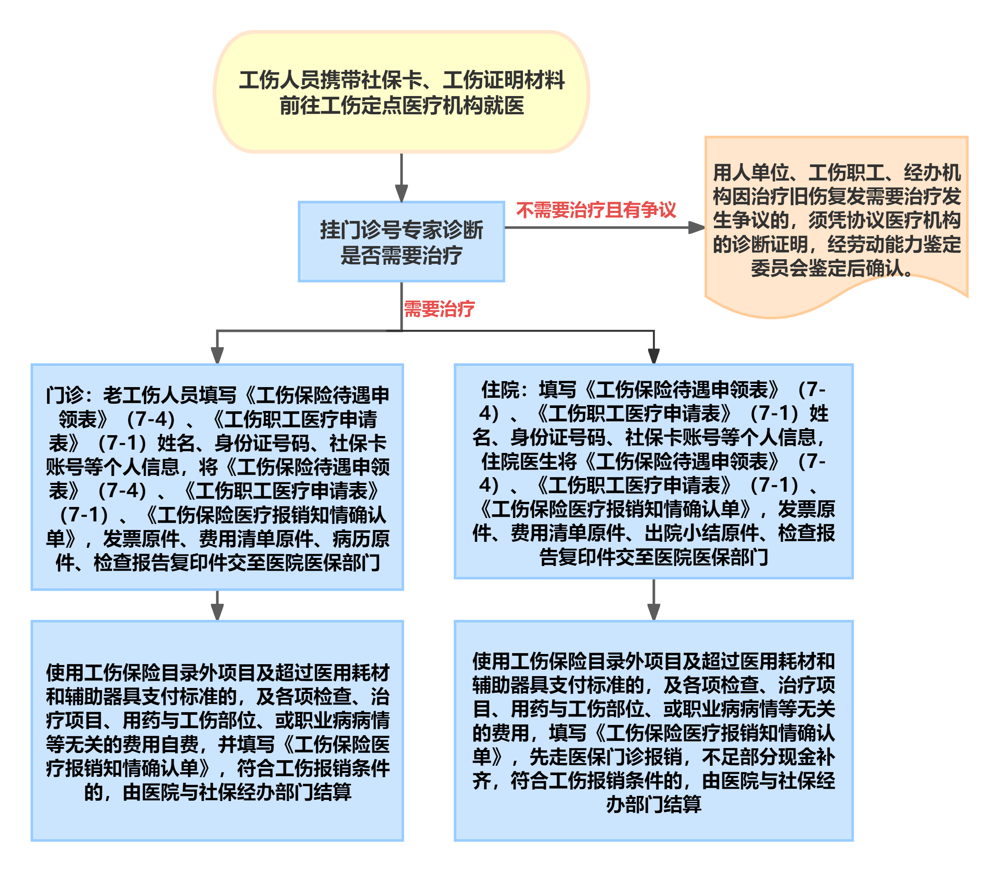 工伤人员携带社保卡、工伤证明材料
前往工伤定点医疗机构就医
挂门诊号专家诊断
是否需要治疗
不需要治疗且有争议
用人单位、工伤职工、经办机
构因治疗旧伤复发需要治疗发
生争议的，须凭协议医疗机构
的诊断证明，经劳动能力鉴定
委员会鉴定后确认。
需要治疗
门诊：老工伤人员填写《工伤保险待遇申
领表》（7-4）、《工伤职工医疗申请
表》（7-1）姓名、身份证号码、社保卡
账号等个人信息，将《工伤保险待遇申领
表》（7-4）、《工伤职工医疗申请表》
（7-1）、《工伤保险医疗报销知情确认
单》，发票原件、费用清单原件、病历原
件、检查报告复印件交至医院医保部门
住院：填写《工伤保险待遇申领表》（7-
4）、《工伤职工医疗申请表》（7-1）姓
名、身份证号码、社保卡账号等个人信息，
住院医生将《工伤保险待遇申领表》（7-
4）、《工伤职工医疗申请表》（7-1）、
《工伤保险医疗报销知情确认单》，发票原
件、费用清单原件、出院小结原件、检查报
告复印件交至医院医保部门
使用工伤保险目录外项目及超过医用耗材
和辅助器具支付标准的，及各项检查、治
疗项目、用药与工伤部位、或职业病病情
等无关的费用自费，并填写《工伤保险医
疗报销知情确认单》，符合工伤报销条件
的，由医院与社保经办部门结算
使用工伤保险目录外项目及超过医用耗材和
辅助器具支付标准的，及各项检查、治疗项
目、用药与工伤部位、或职业病病情等无关
的费用，填写《工伤保险医疗报销知情确认
单》，先走医保门诊报销，不足部分现金补
齐，符合工伤报销条件的，由医院与社保经
办部门结算